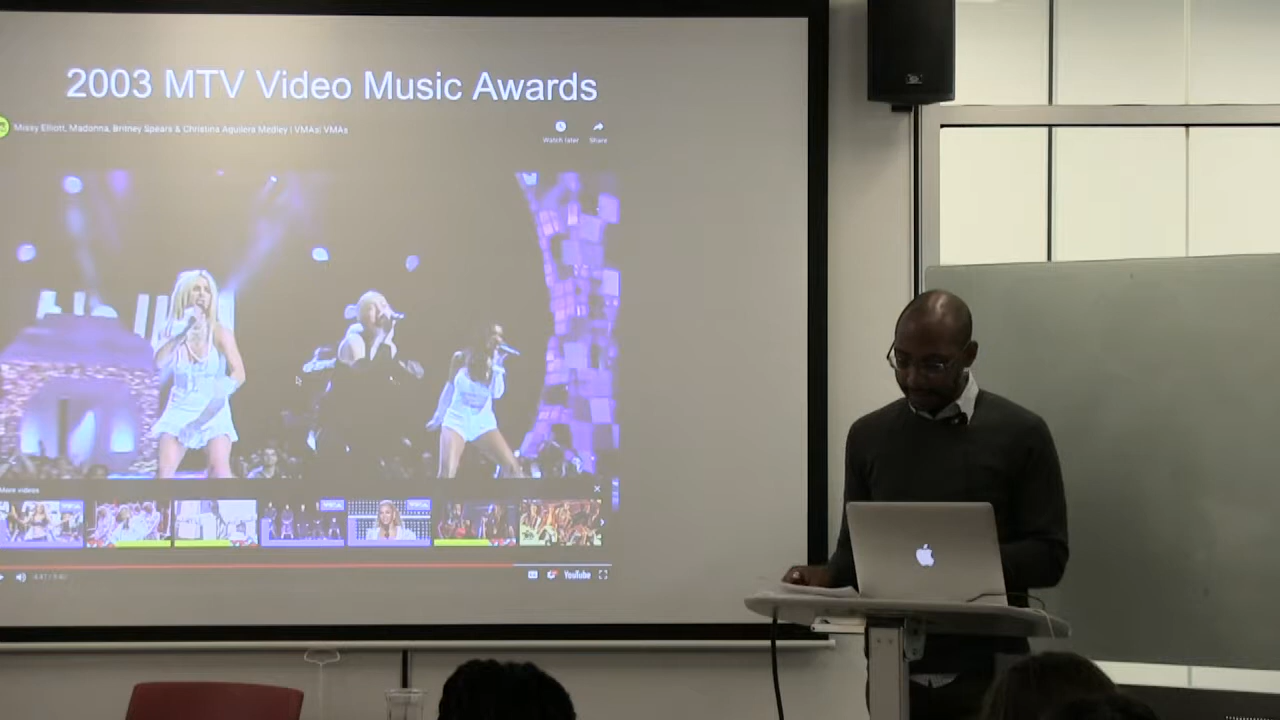 2003 MTV Video Music Awards
Missy Elliott, Madonna, Britney Spears & Christina Aguilera Medley | VMAs| VMAs
Watch later
Share
More videos
YouTube